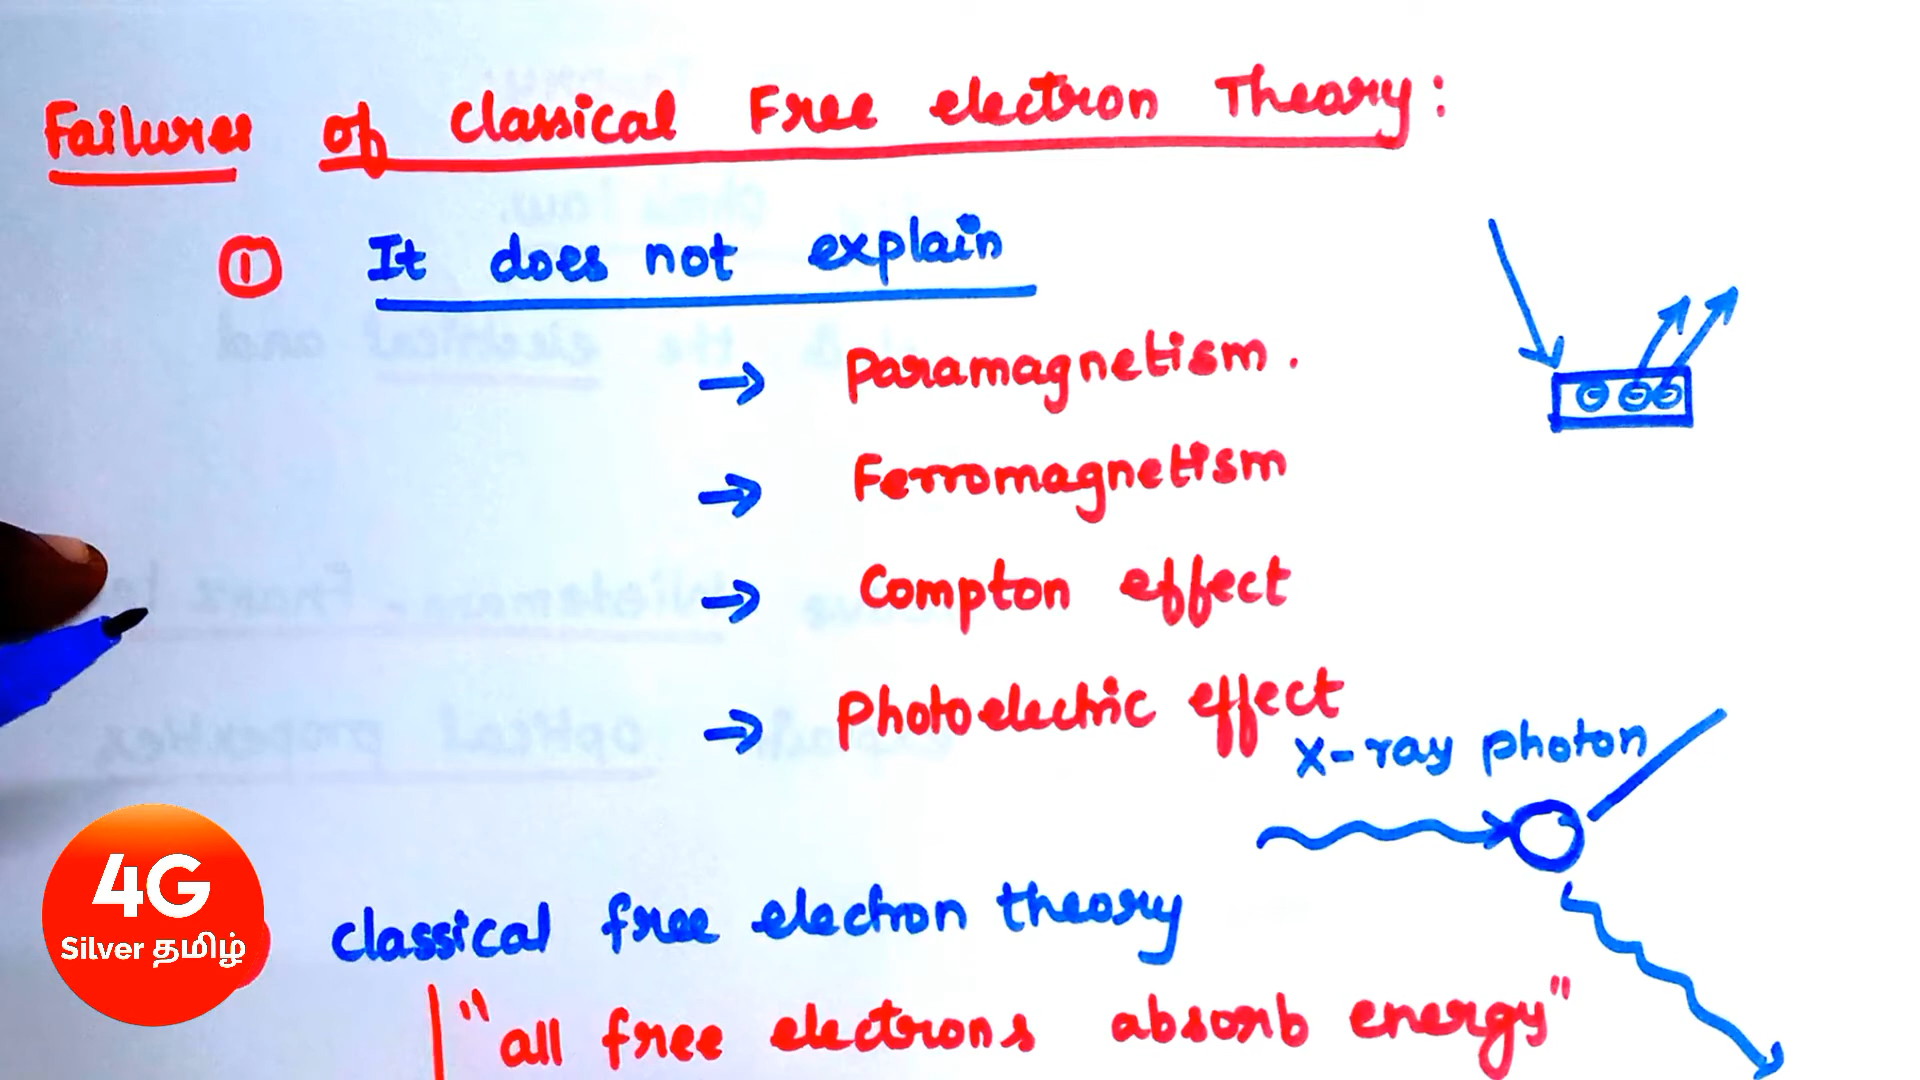 Failures of classical Free electron Theory:
① It does not explain
→ Paramagnetism.
→ Ferromagnetism
→ Compton effect
→ Photoelectric effect
X-ray photon
classical free electron theory
"all free electrons absorb energy"
4G
Silver தமிழ்